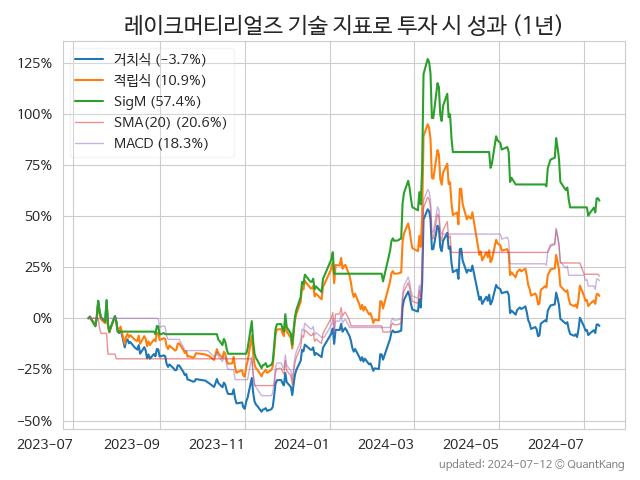 레이크머티리얼즈 기술 지표로 투자 시 성과 (1년)
125%
100%
75%
50%
25%
0%
−25%
−50%
거치식 (−3.7%)
적립식 (10.9%)
SigM (57.4%)
SMA(20) (20.6%)
MACD (18.3%)
2023-07 2023-09 2023-11 2024-01 2024-03 2024-05 2024-07
updated: 2024-07-12 © QuantKang